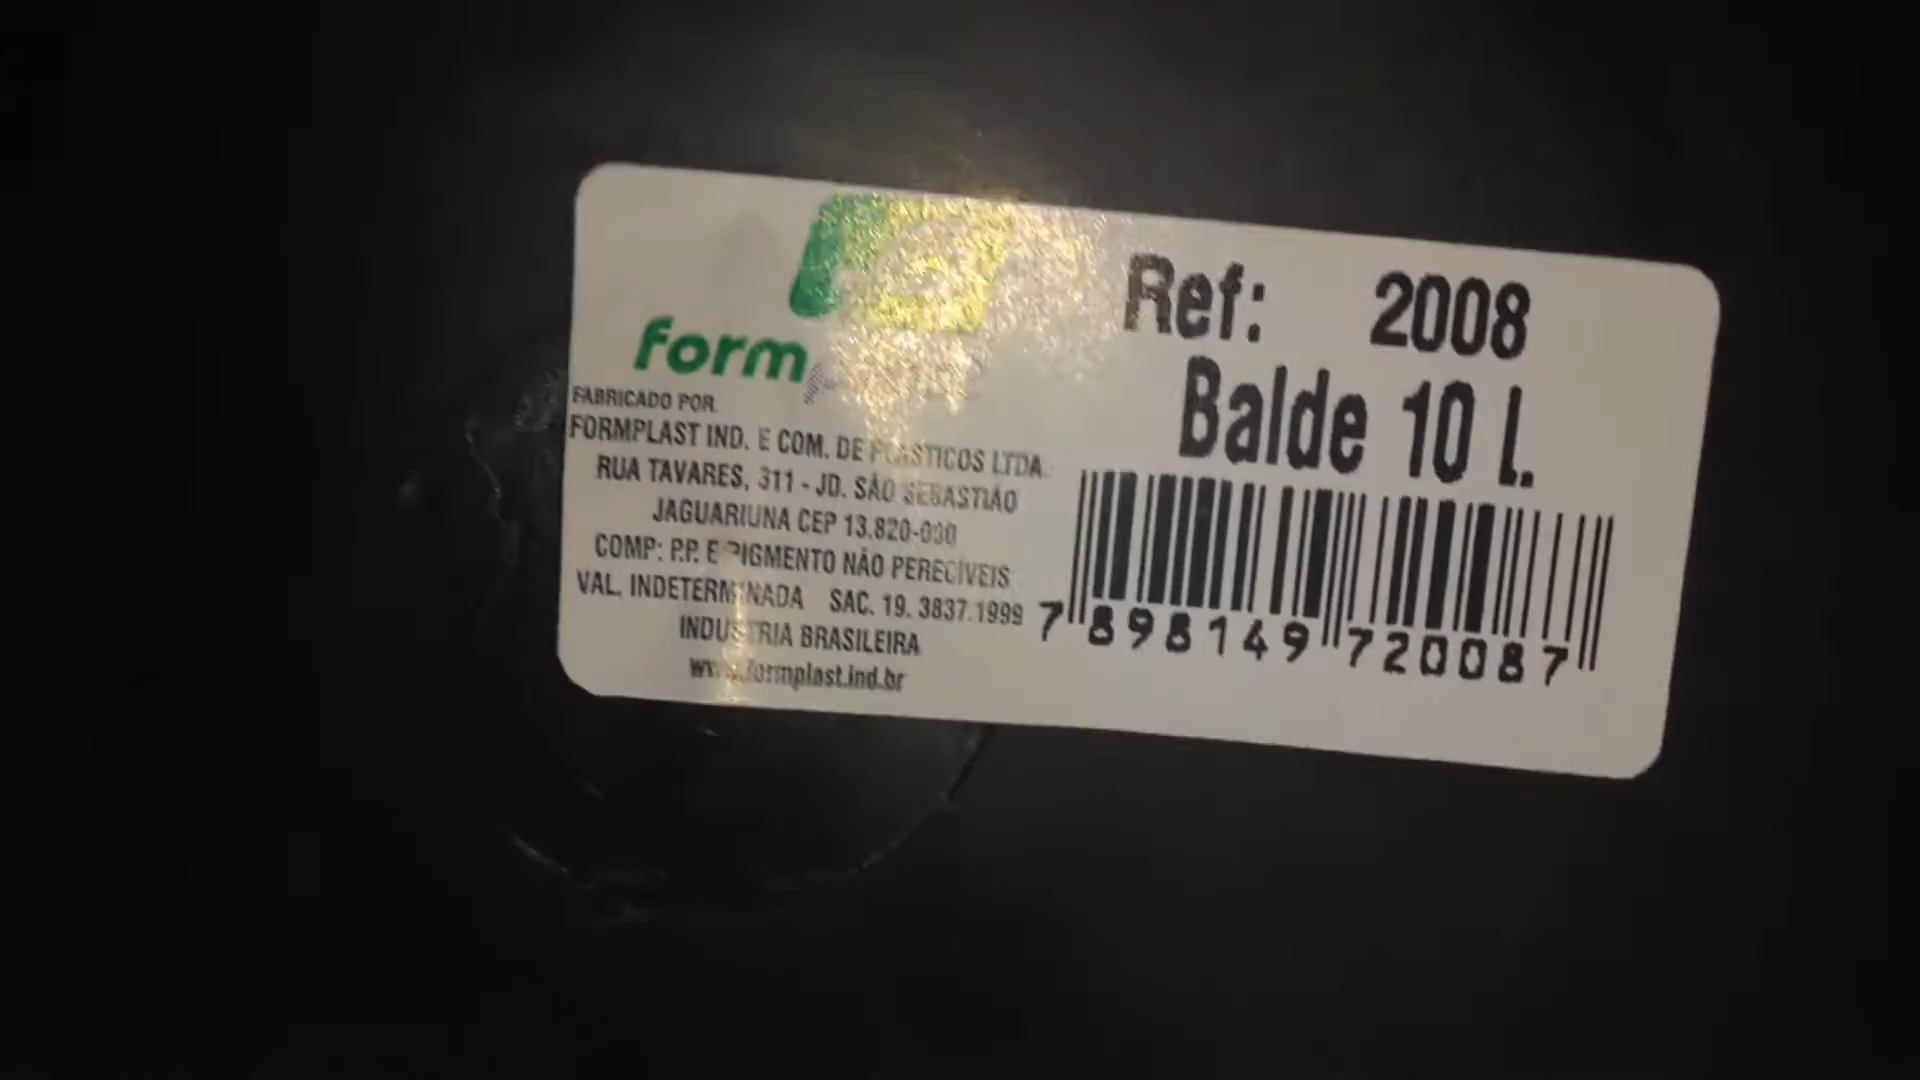 form
FABRICADO POR.
FORMPLAST IND. E COM. DE PLASTICOS LTDA.
RUA TAVARES, 311 - JD. SÃO SEBASTIÃO
JAGUARIUNA CEP 13.820-000
COMP: P.P. E PIGMENTO NÃO PERECÍVEIS
VAL. INDETERMINADA SAC. 19. 3837.1999
INDUSTRIA BRASILEIRA
www.formplast.ind.br
Ref: 2008
Balde 10 L.
7 898149 720087